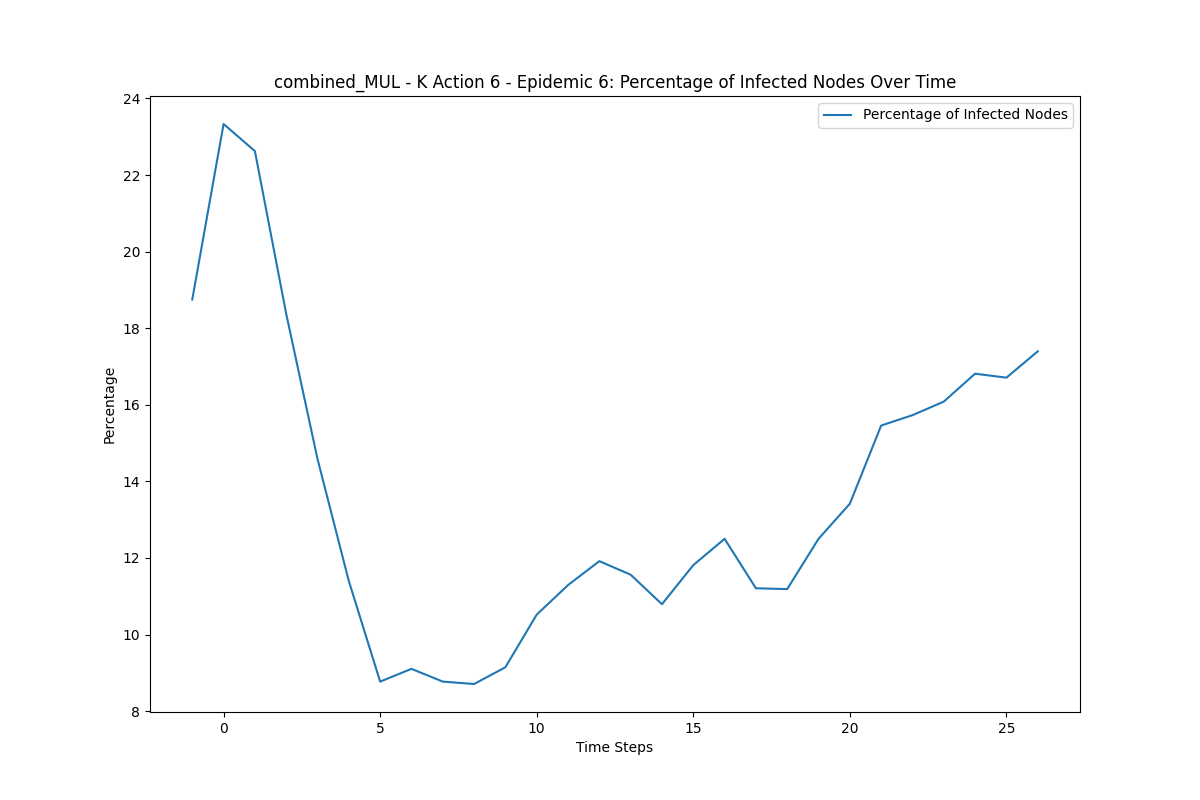 combined_MUL - K Action 6 - Epidemic 6: Percentage of Infected Nodes Over Time
Percentage of Infected Nodes
24
22
20
18
16
14
12
10
8
Percentage
0 5 10 15 20 25
Time Steps